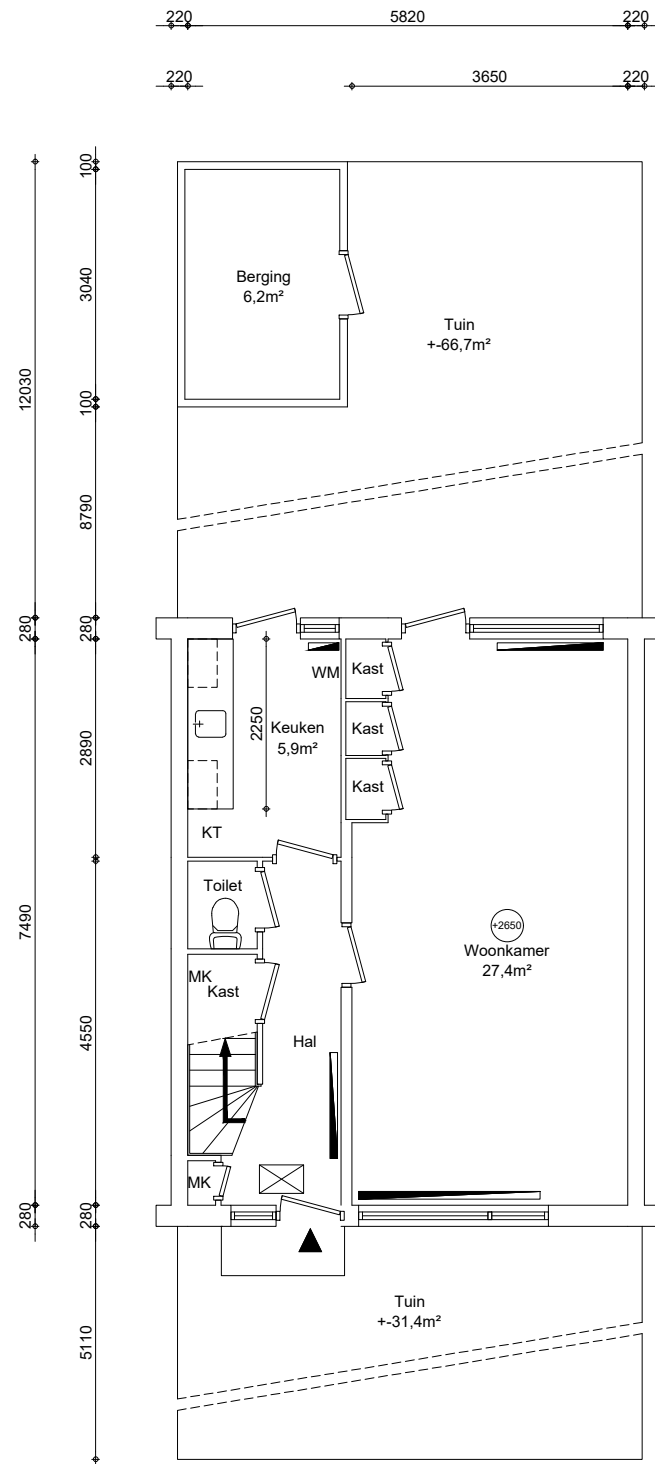 220 5820 220
220 3650 220
100
3040
100
12030
8790
280 280
2890
7490
4550
280 280
5110
Berging
6,2m²
Tuin
+-66,7m²
WM
Kast
2250
Keuken
5,9m²
Kast
Kast
KT
Toilet
+2650
Woonkamer
27,4m²
MK
Kast
Hal
MK
Tuin
+-31,4m²